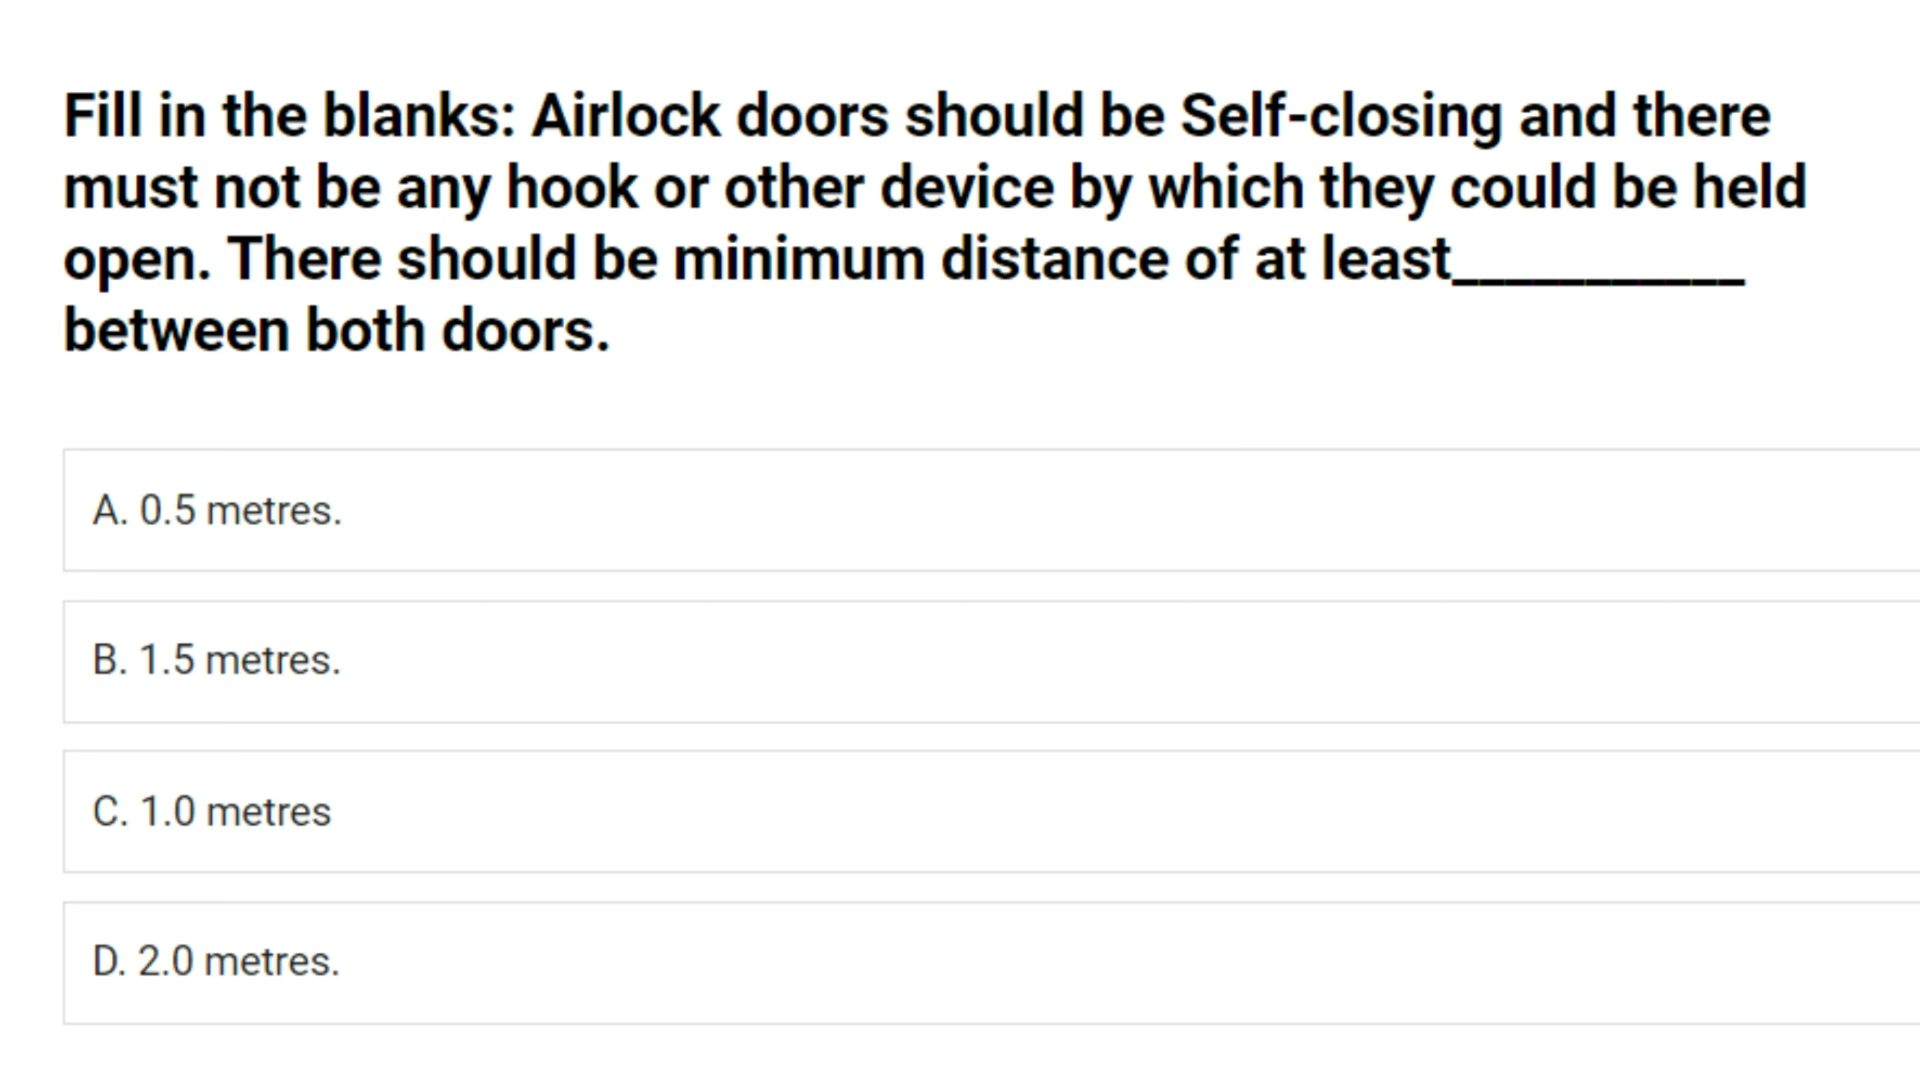 Fill in the blanks: Airlock doors should be Self-closing and there
must not be any hook or other device by which they could be held
open. There should be minimum distance of at least___________
between both doors.
A. 0.5 metres.
B. 1.5 metres.
C. 1.0 metres
D. 2.0 metres.